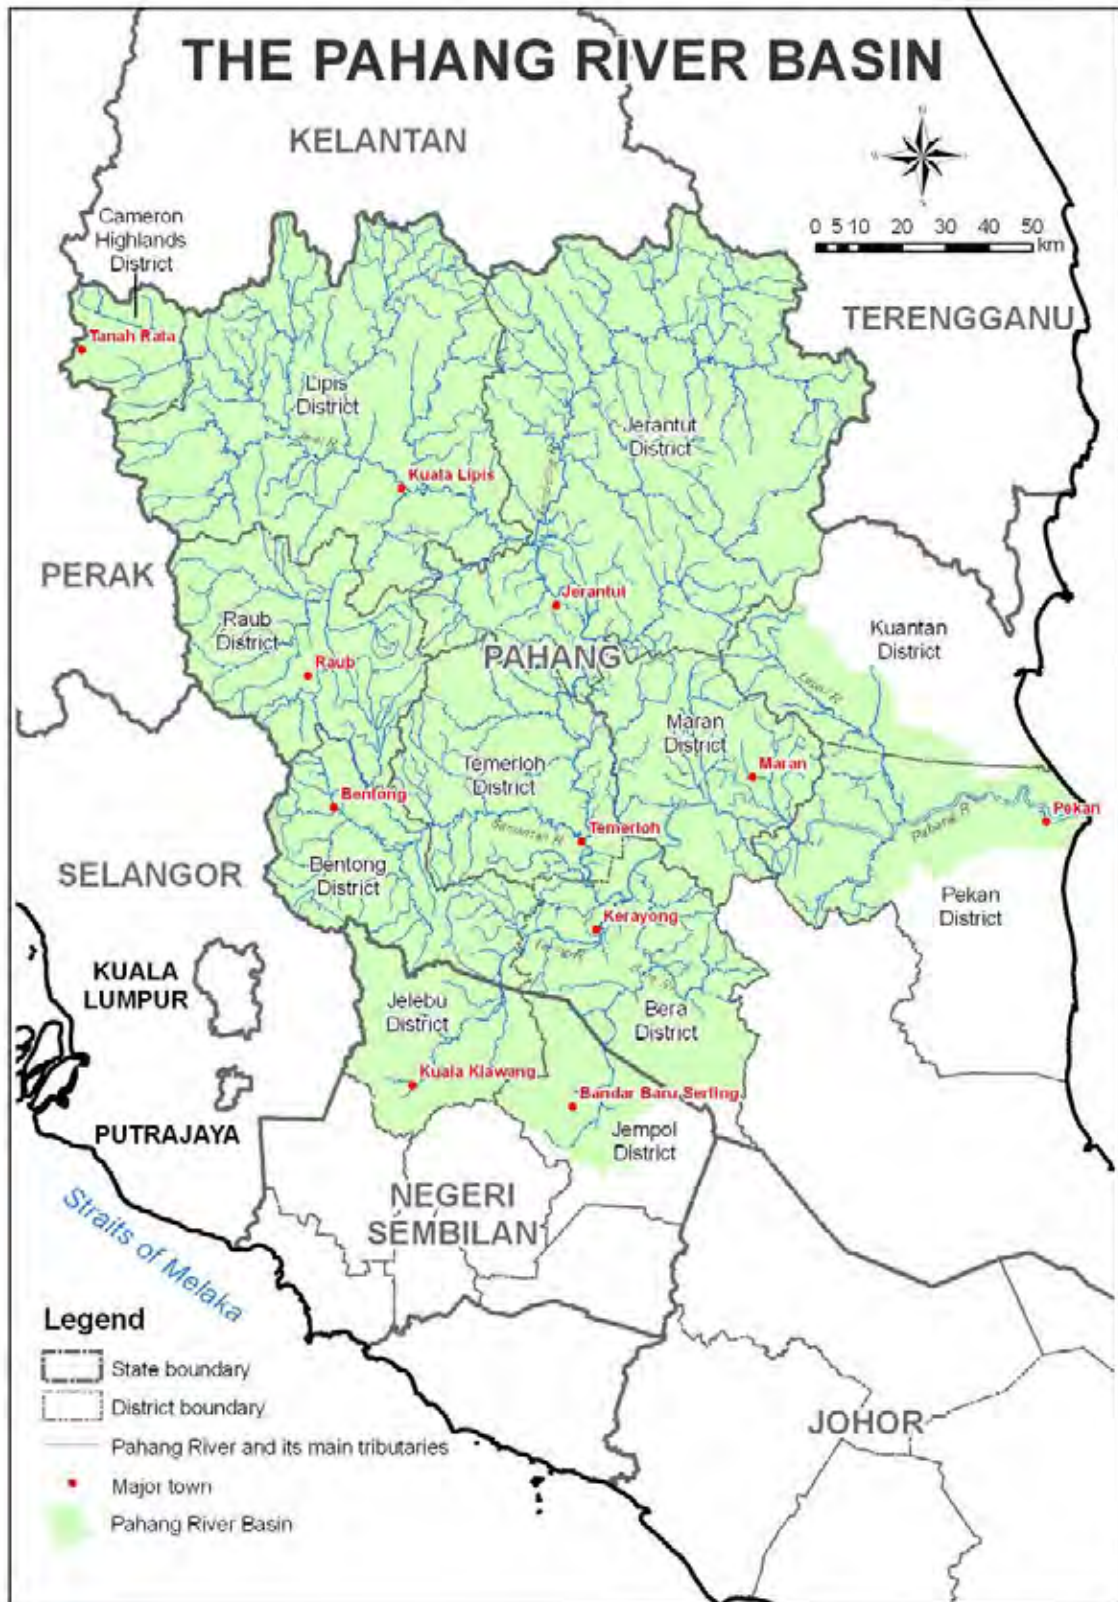 THE PAHANG RIVER BASIN
KELANTAN
N
W
E
S
Cameron
Highlands
District
0 5 10 20 30 40 50
km
TERENGGANU
Tanah Rata
Lipis
District
Jerantut
District
Jelai R.
Kuala Lipis
PERAK
Jerantut
Raub
District
Kuantan
District
PAHANG
Raub
Lepar R.
Maran
District
Temerloh
District
Maran
Bentong
Pekan
Pahang R.
Semantan R.
Temerloh
SELANGOR
Bentong
District
Pekan
District
Kerayong
KUALA
LUMPUR
Jelebu
District
Bera
District
Kuala Klawang
Bandar Baru Serting
PUTRAJAYA
Jempol
District
NEGERI
SEMBILAN
Straits of Melaka
Legend
State boundary
District boundary
Pahang River and its main tributaries
Major town
Pahang River Basin
JOHOR